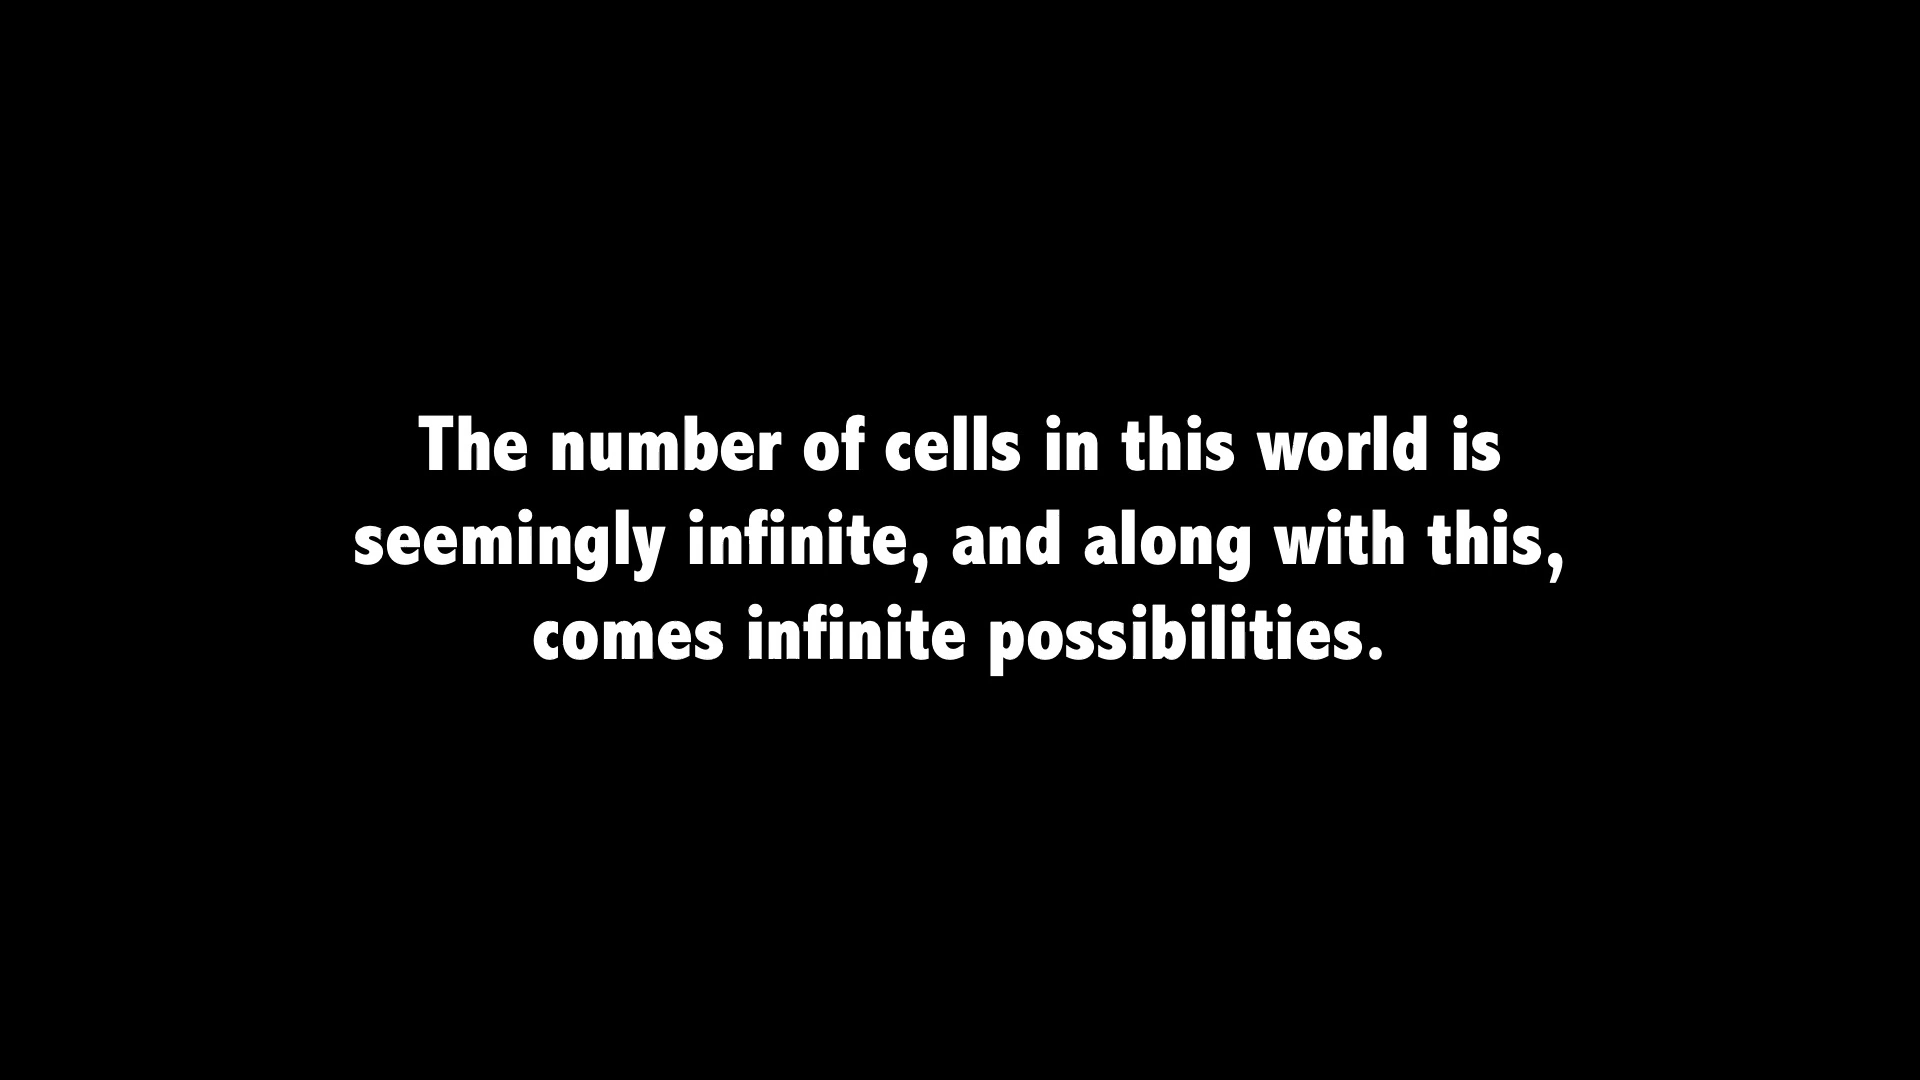 The number of cells in this world is
seemingly infinite, and along with this,
comes infinite possibilities.